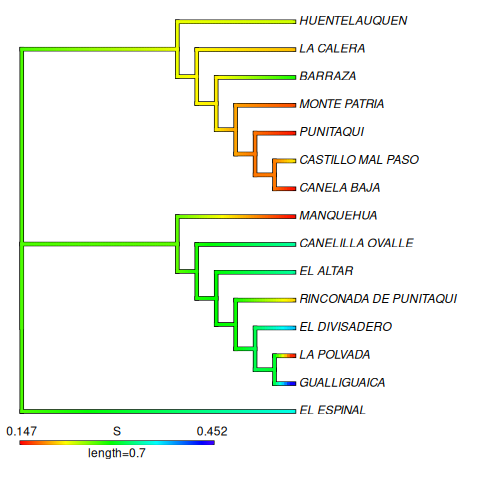 HUENTELAUQUEN
LA CALERA
BARRAZA
MONTE PATRIA
PUNITAQUI
CASTILLO MAL PASO
CANELA BAJA
MANQUEHUA
CANELILLA OVALLE
EL ALTAR
RINCONADA DE PUNITAQUI
EL DIVISADERO
LA POLVADA
GUALLIGUAICA
EL ESPINAL
0.147 S 0.452
length=0.7